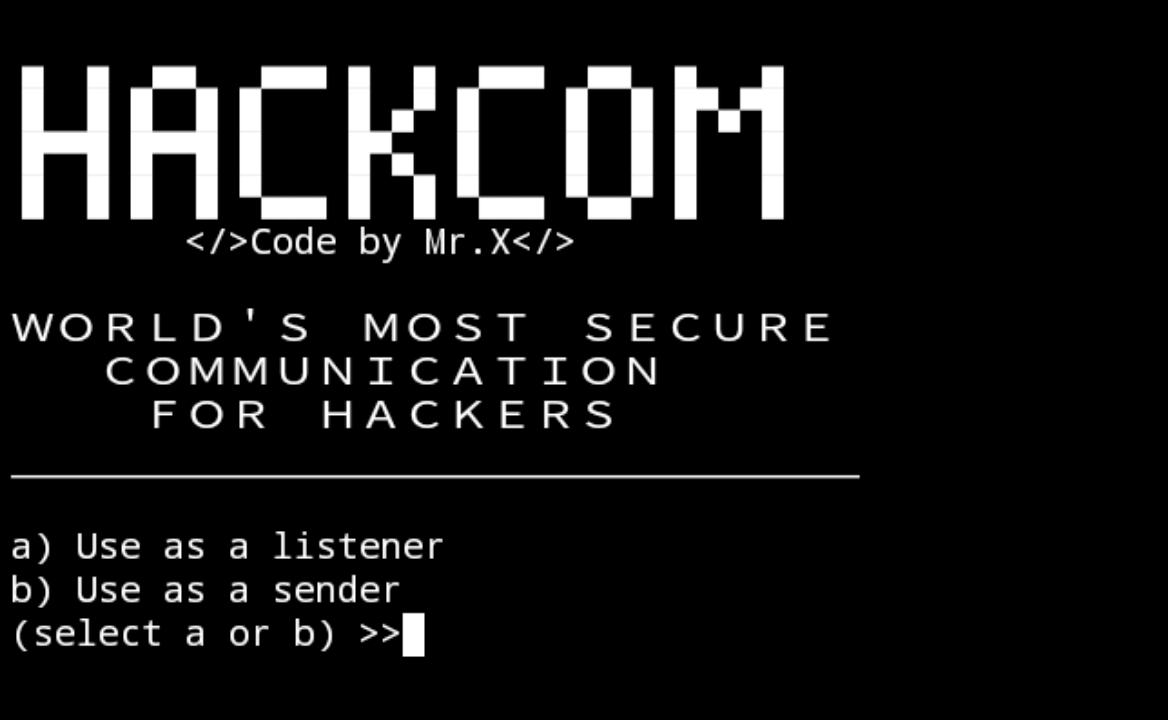 HACKCOM
</>Code by Mr.X</>
WORLD'S MOST SECURE
COMMUNICATION
FOR HACKERS
a) Use as a listener
b) Use as a sender
(select a or b) >>